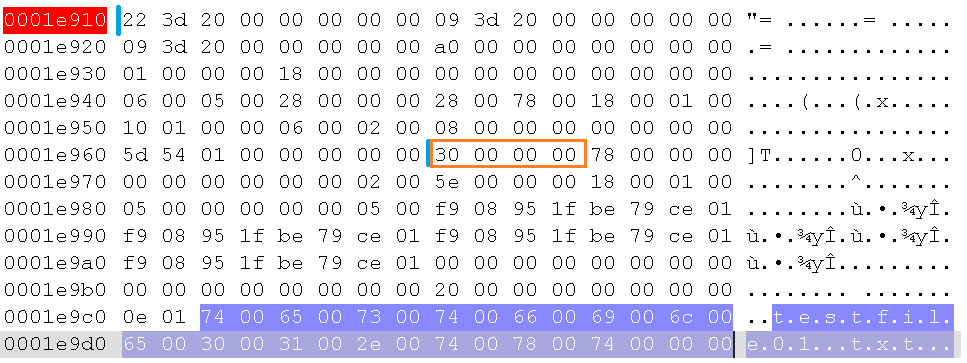 0001e910 22 3d 20 00 00 00 00 00 09 3d 20 00 00 00 00 00 "= ......= .....
0001e920 09 3d 20 00 00 00 00 00 a0 00 00 00 00 00 00 00 .= .............
0001e930 01 00 00 00 18 00 00 00 00 00 00 00 00 00 00 00 ................
0001e940 06 00 05 00 28 00 00 00 28 00 78 00 18 00 01 00 ....(...(.x.....
0001e950 10 01 00 00 06 00 02 00 08 00 00 00 00 00 00 00 ................
0001e960 5d 54 01 00 00 00 00 00 30 00 00 00 78 00 00 00 ]T......0...x...
0001e970 00 00 00 00 00 00 02 00 5e 00 00 00 18 00 01 00 ........^.......
0001e980 05 00 00 00 00 00 05 00 f9 08 95 1f be 79 ce 01 ........ù.•.¾yÎ.
0001e990 f9 08 95 1f be 79 ce 01 f9 08 95 1f be 79 ce 01 ù.•.¾yÎ.ù.•.¾yÎ.
0001e9a0 f9 08 95 1f be 79 ce 01 00 00 00 00 00 00 00 00 ù.•.¾yÎ.........
0001e9b0 00 00 00 00 00 00 00 00 20 00 00 00 00 00 00 00 ........ .......
0001e9c0 0e 01 74 00 65 00 73 00 74 00 66 00 69 00 6c 00 ..t.e.s.t.f.i.l.
0001e9d0 65 00 30 00 31 00 2e 00 74 00 78 00 74 00 00 00 e.0.1...t.x.t...